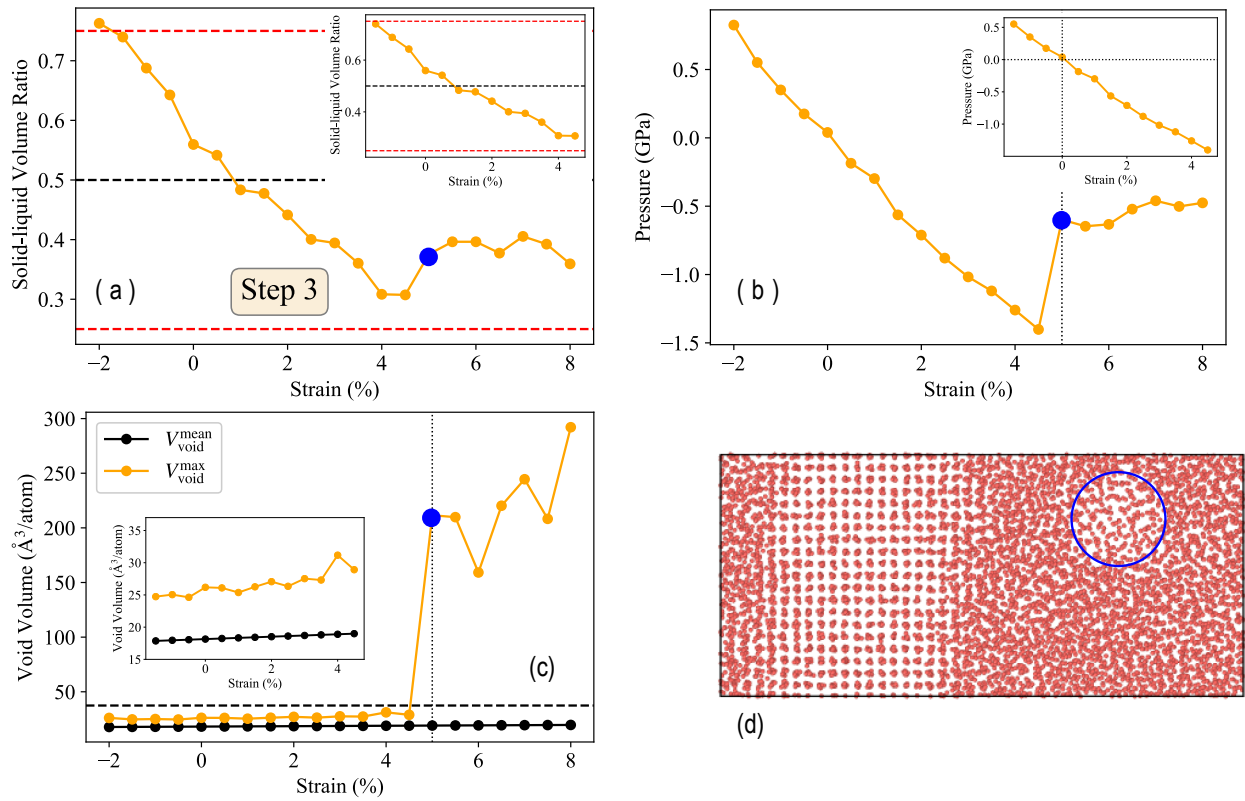 0.8
0.7
0.6
0.5
0.4
0.3
Solid-liquid Volume Ratio
−2
0
2
4
6
8
Strain (%)
( a )
Step 3
0.6
0.4
Solid-liquid Volume Ratio
0
2
4
Strain (%)
0.5
0.0
−0.5
−1.0
−1.5
Pressure (GPa)
−2
0
2
4
6
8
Strain (%)
( b )
0.5
0.0
−0.5
−1.0
Pressure (GPa)
0
2
4
Strain (%)
300
250
200
150
100
50
Void Volume (Å³/atom)
−2
0
2
4
6
8
Strain (%)
V_void^mean
V_void^max
(c)
35
30
25
20
15
Void Volume (Å³/atom)
0
2
4
Strain (%)
(d)